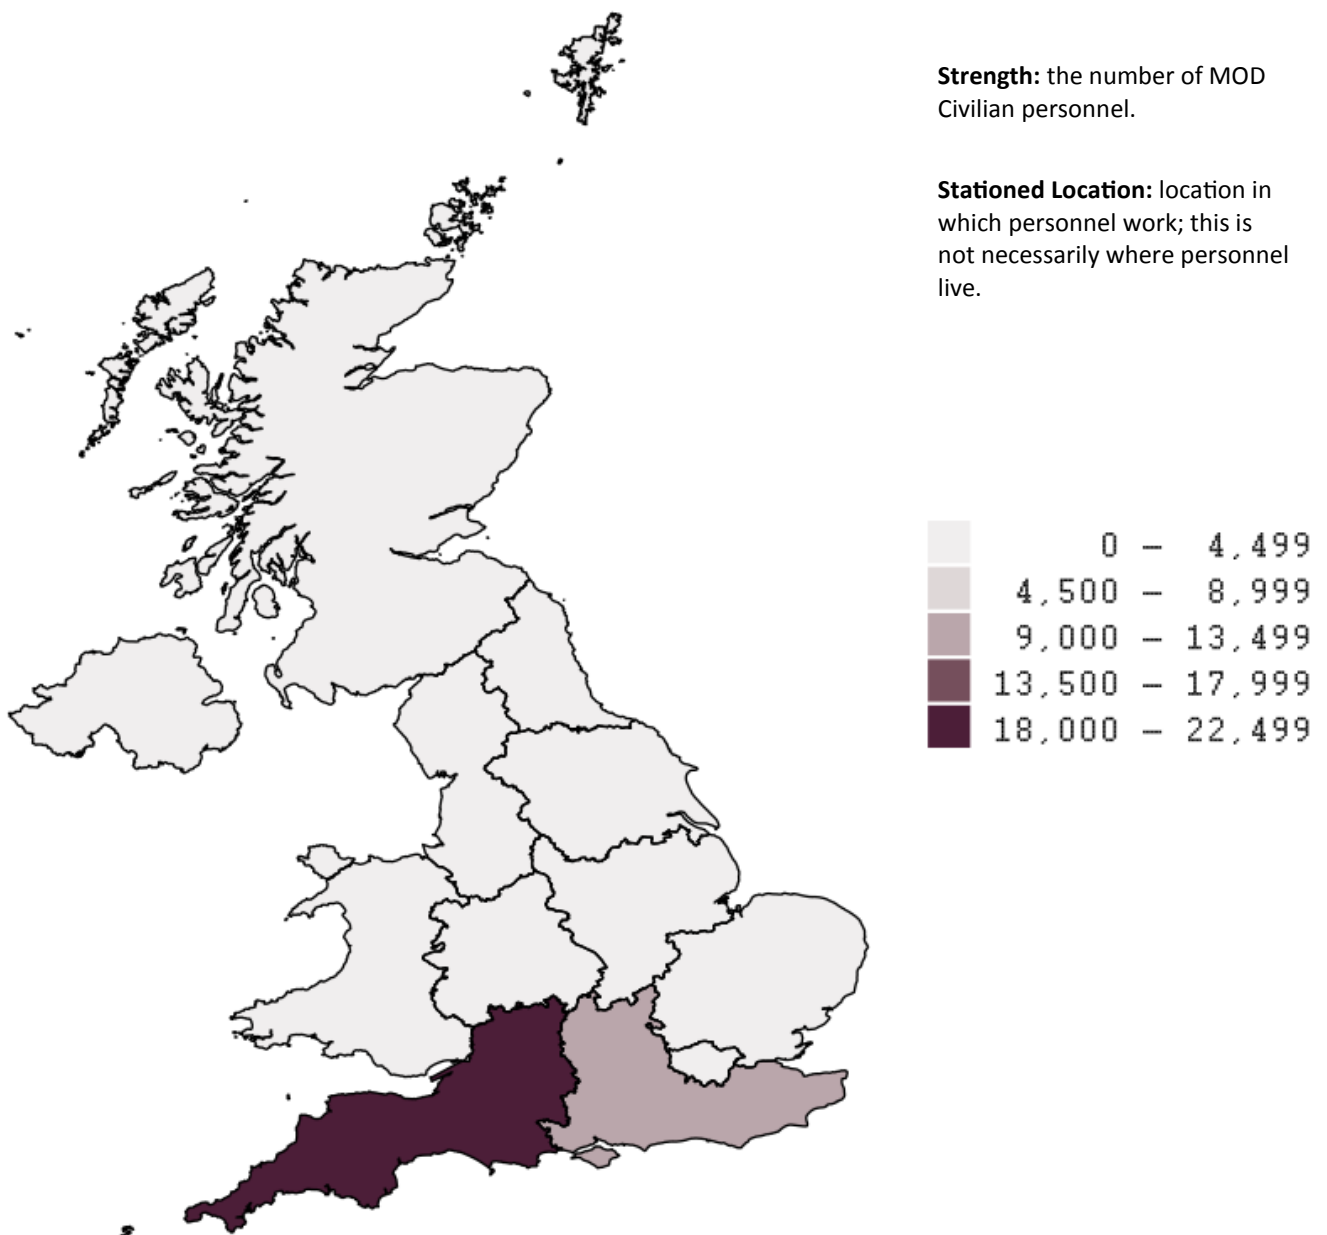 Strength: the number of MOD
Civilian personnel.
Stationed Location: location in
which personnel work; this is
not necessarily where personnel
live.
0 – 4,499
4,500 – 8,999
9,000 – 13,499
13,500 – 17,999
18,000 – 22,499